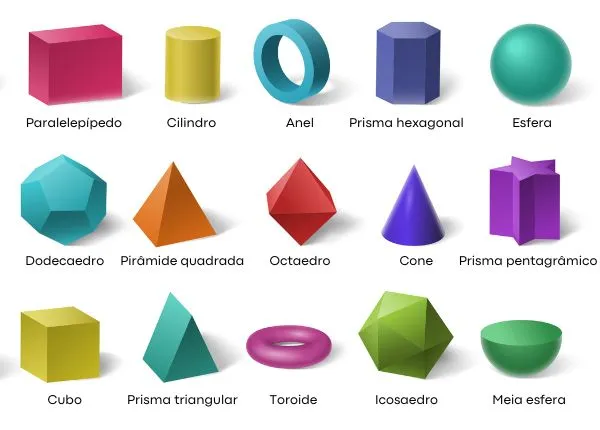 Paralelepípedo
Cilindro
Anel
Prisma hexagonal
Esfera
Dodecaedro
Pirâmide quadrada
Octaedro
Cone
Prisma pentagrâmico
Cubo
Prisma triangular
Toroide
Icosaedro
Meia esfera